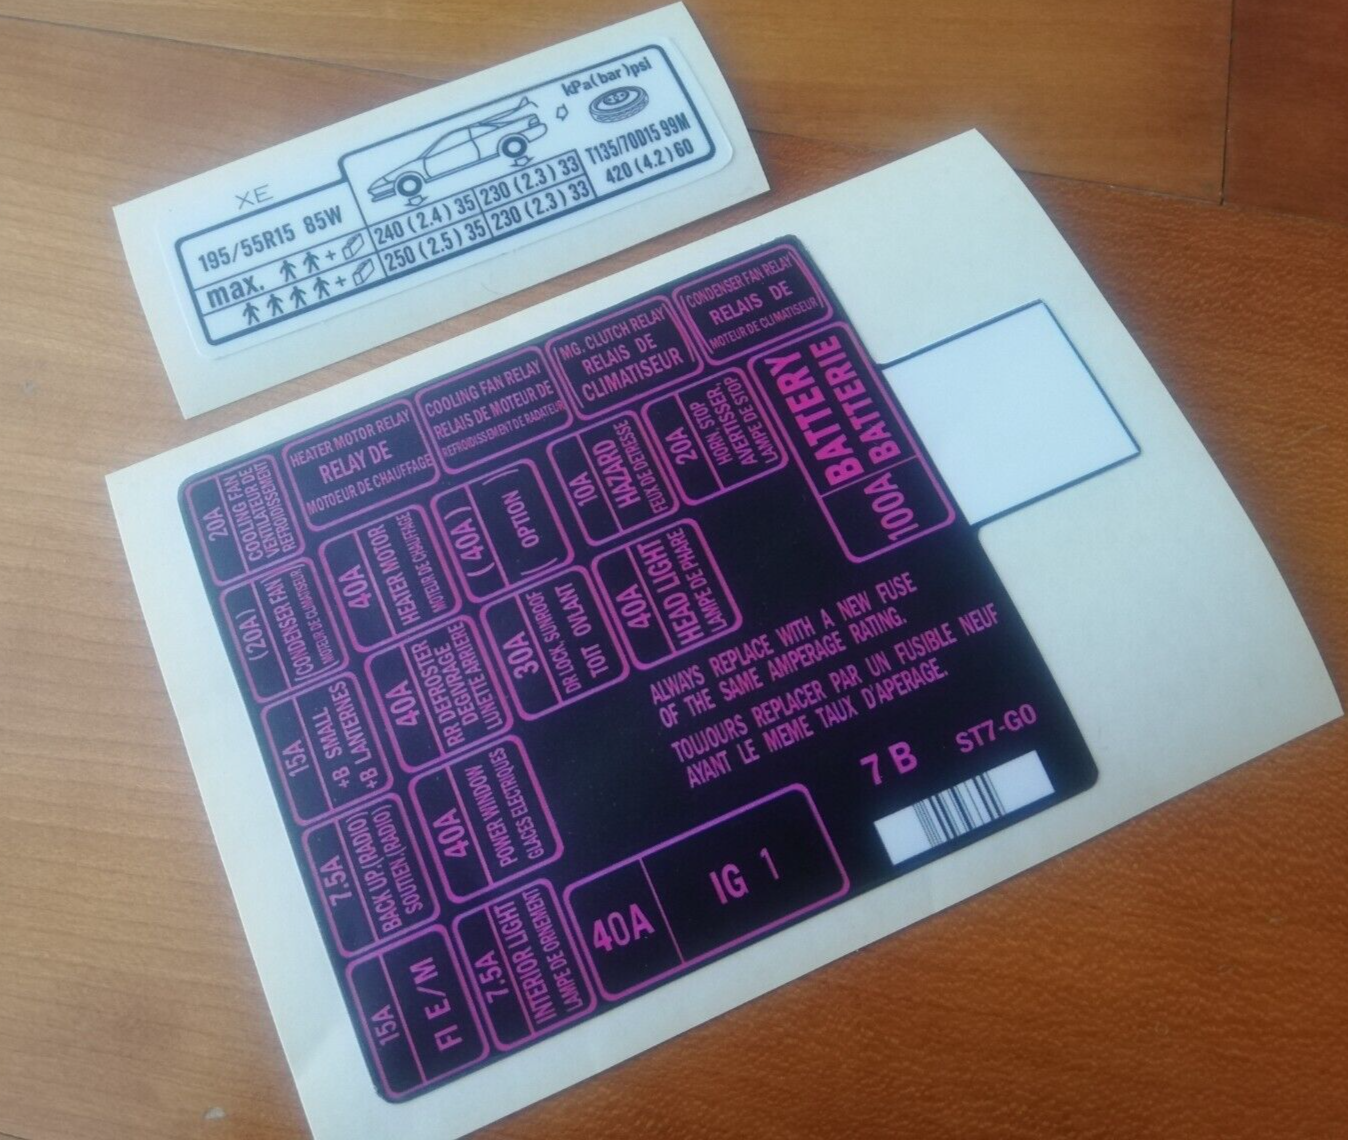 XE
kPa(bar)psi
195/55R15 85W
T135/70D15 99M
420 (4.2) 60
max.
+
240 (2.4) 35
230 (2.3) 33
+
250 (2.5) 35
230 (2.3) 33
HEATER MOTOR RELAY
RELAY DE
MOTOEUR DE CHAUFFAGE
COOLING FAN RELAY
RELAIS DE MOTEUR DE
REFROIDISSEMENT DE RADATEUR
MG. CLUTCH RELAY
RELAIS DE
CLIMATISEUR
CONDENSER FAN RELAY
RELAIS DE
MOTEUR DE CLIMATISEUR
20A
COOLING FAN
VENTILATEUR DE
REFROIDISSEMENT
40A
HEATER MOTOR
MOTEUR DE CHAUFFAGE
(40A)
(OPTION)
10A
HAZARD
FEUX DE DETRESSE
20A
HORN, STOP
AVERTISSER,
LAMPE DE STOP
BATTERY
BATTERIE
100A
(20A)
CONDENSER FAN
MOTEUR DE CLIMATISEUR
40A
RR DEFROSTER
DEGIVRAGE
LUNETTE ARRIERE
30A
DR LOCK, SUNROOF
TOIT OVLANT
40A
HEAD LIGHT
LAMPE DE PHARE
15A
+B SMALL
+B LANTERNES
40A
POWER WINDOW
GLACES ELECTRIQUES
7.5A
BACK UP, (RADIO)
SOUTIEN (RADIO)
7.5A
INTERIOR LIGHT
LAMPE DE ORNEMENT
15A
FI E/M
40A
IG 1
ALWAYS REPLACE WITH A NEW FUSE
OF THE SAME AMPERAGE RATING.
TOUJOURS REPLACER PAR UN FUSIBLE NEUF
AYANT LE MEME TAUX D'APERAGE.
7B
ST7-G0